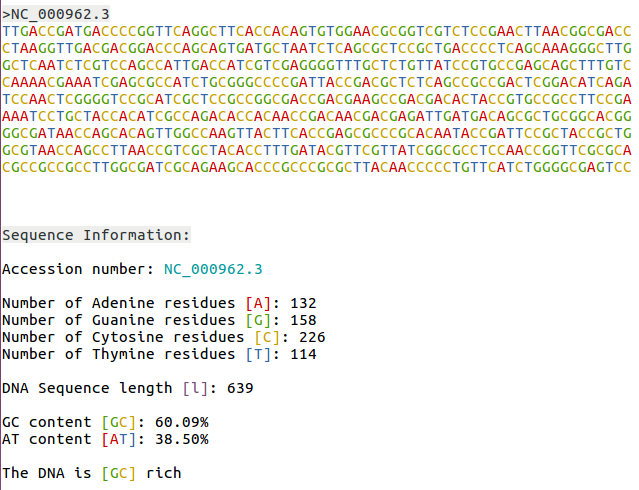 >NC_000962.3
TTGACCGATGACCCCGGTTCAGGCTTCACCACAGTGTGGAACGCGGTCGTCTCCGAACTTAACGGCGACC
CTAAGGTTGACGACGGACCCAGCAGTGATGCTAATCTCAGCGCTCCGCTGACCCCTCAGCAAAGGGCTTG
GCTCAATCTCGTCCAGCCATTGACCATCGTCGAGGGGTTTGCTCTGTTATCCGTGCCGAGCAGCTTTGTC
CAAAACGAAATCGAGCGCCATCTGCGGGCCCCGATTACCGACGCTCTCAGCCGCCGACTCGGACATCAGA
TCCAACTCGGGGTCCGCATCGCTCCGCCGGCGACCGACGAAGCCGACGACACTACCGTGCCGCCTTCCGA
AAATCCTGCTACCACATCGCCAGACACCACAACCGACAACGACGAGATTGATGACAGCGCTGCGGCACGG
GGCGATAACCAGCACAGTTGGCCAAGTTACTTCACCGAGCGCCCGCACAATACCGATTCCGCTACCGCTG
GCGTAACCAGCCTTAACCGTCGCTACACCTTTGATACGTTCGTTATCGGCGCCTCCAACCGGTTCGCGCA
CGCCGCCGCCTTGGCGATCGCAGAAGCACCCGCCCGCGCTTACAACCCCCTGTTCATCTGGGGCGAGTCC
Sequence Information:
Accession number: NC_000962.3
Number of Adenine residues [A]: 132
Number of Guanine residues [G]: 158
Number of Cytosine residues [C]: 226
Number of Thymine residues [T]: 114
DNA Sequence length [l]: 639
GC content [GC]: 60.09%
AT content [AT]: 38.50%
The DNA is [GC] rich